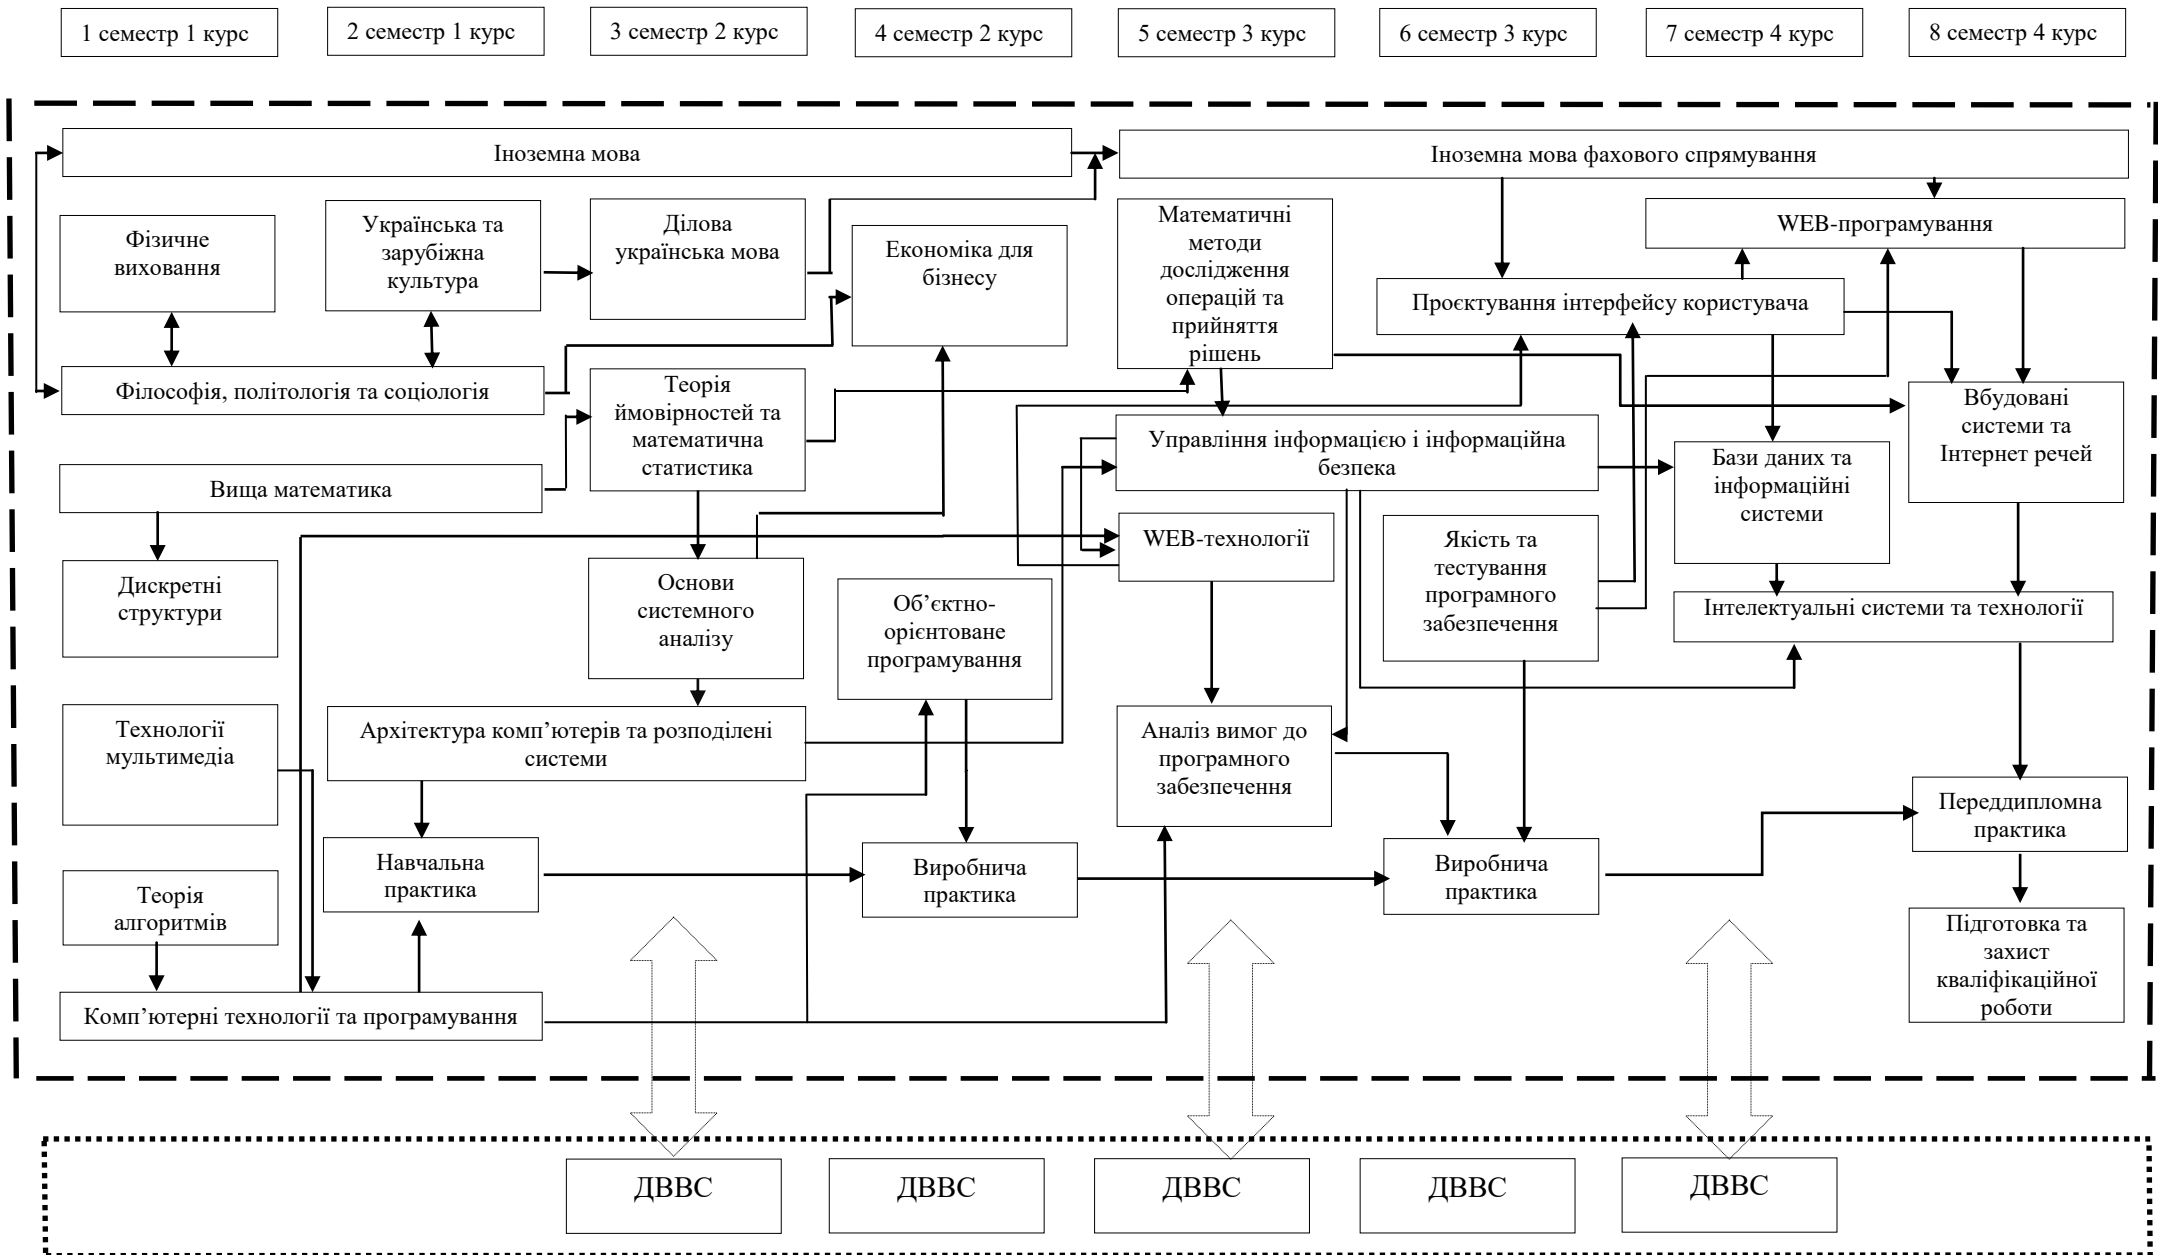 1 семестр 1 курс
2 семестр 1 курс
3 семестр 2 курс
4 семестр 2 курс
5 семестр 3 курс
6 семестр 3 курс
7 семестр 4 курс
8 семестр 4 курс
Іноземна мова
Іноземна мова фахового спрямування
Фізичне
виховання
Українська та
зарубіжна
культура
Ділова
українська мова
Економіка для
бізнесу
Математичні
методи
дослідження
операцій та
прийняття
рішень
WEB-програмування
Проєктування інтерфейсу користувача
Філософія, політологія та соціологія
Теорія
ймовірностей та
математична
статистика
Вбудовані
системи та
Інтернет речей
Управління інформацією і інформаційна
безпека
Бази даних та
інформаційні
системи
Вища математика
WEB-технології
Якість та
тестування
програмного
забезпечення
Дискретні
структури
Основи
системного
аналізу
Об’єктно-
орієнтоване
програмування
Інтелектуальні системи та технології
Технології
мультимедіа
Архітектура комп’ютерів та розподілені
системи
Аналіз вимог до
програмного
забезпечення
Переддипломна
практика
Навчальна
практика
Виробнича
практика
Виробнича
практика
Теорія
алгоритмів
Підготовка та
захист
кваліфікаційної
роботи
Комп’ютерні технології та програмування
ДВВС
ДВВС
ДВВС
ДВВС
ДВВС